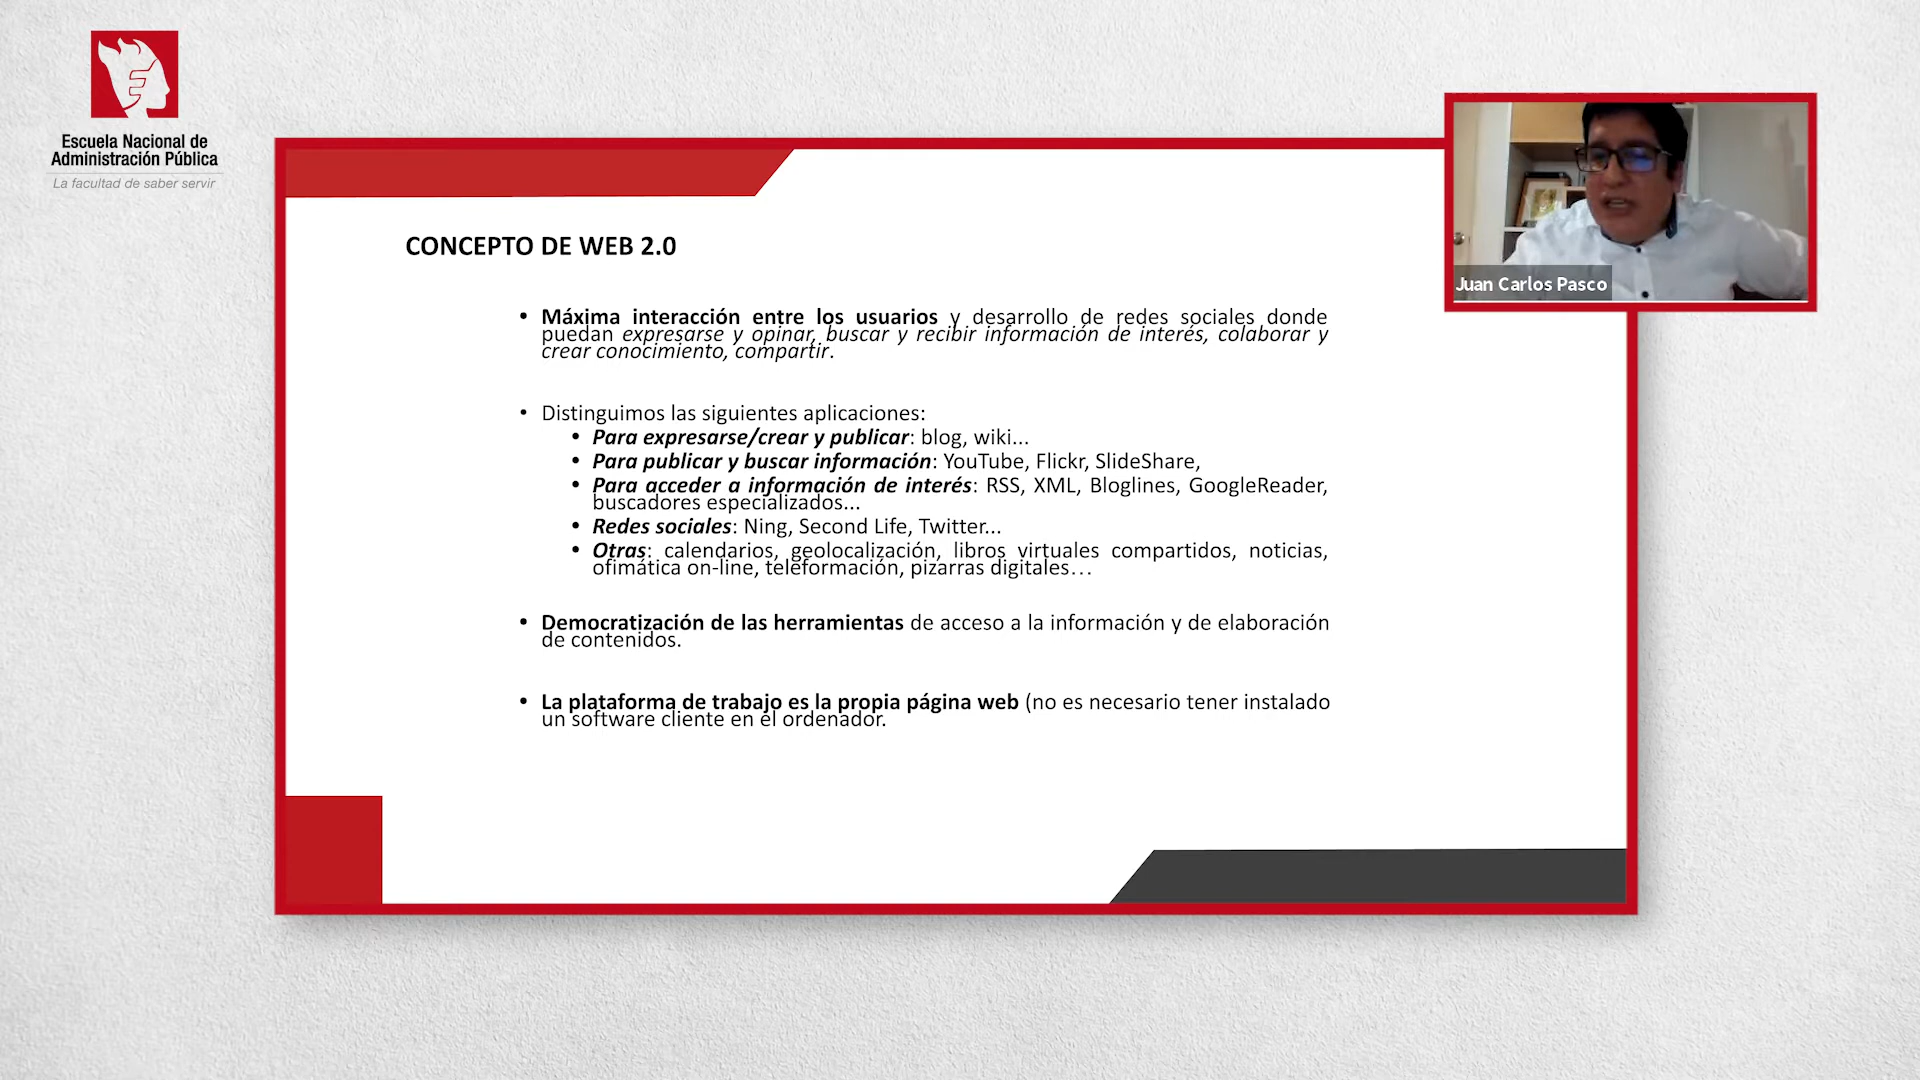 Escuela Nacional de
Administración Pública
La facultad de saber servir
CONCEPTO DE WEB 2.0
Juan Carlos Pasco
• Máxima interacción entre los usuarios y desarrollo de redes sociales donde
puedan expresarse y opinar, buscar y recibir información de interés, colaborar y
crear conocimiento, compartir.
• Distinguimos las siguientes aplicaciones:
• Para expresarse/crear y publicar: blog, wiki...
• Para publicar y buscar información: YouTube, Flickr, SlideShare,
• Para acceder a información de interés: RSS, XML, Bloglines, GoogleReader,
buscadores especializados...
• Redes sociales: Ning, Second Life, Twitter...
• Otras: calendarios, geolocalización, libros virtuales compartidos, noticias,
ofimática on-line, teleformación, pizarras digitales…
• Democratización de las herramientas de acceso a la información y de elaboración
de contenidos.
• La plataforma de trabajo es la propia página web (no es necesario tener instalado
un software cliente en el ordenador.